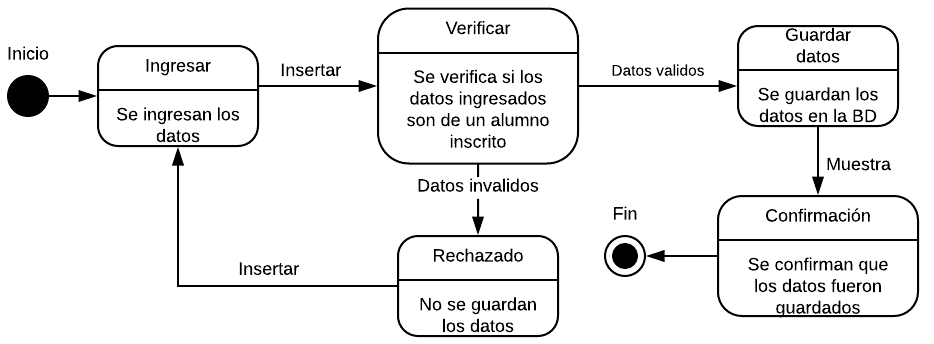 Inicio
Ingresar
Se ingresan los
datos
Insertar
Verificar
Se verifica si los
datos ingresados
son de un alumno
inscrito
Datos validos
Guardar
datos
Se guardan los
datos en la BD
Muestra
Datos invalidos
Rechazado
No se guardan
los datos
Insertar
Confirmación
Se confirman que
los datos fueron
guardados
Fin